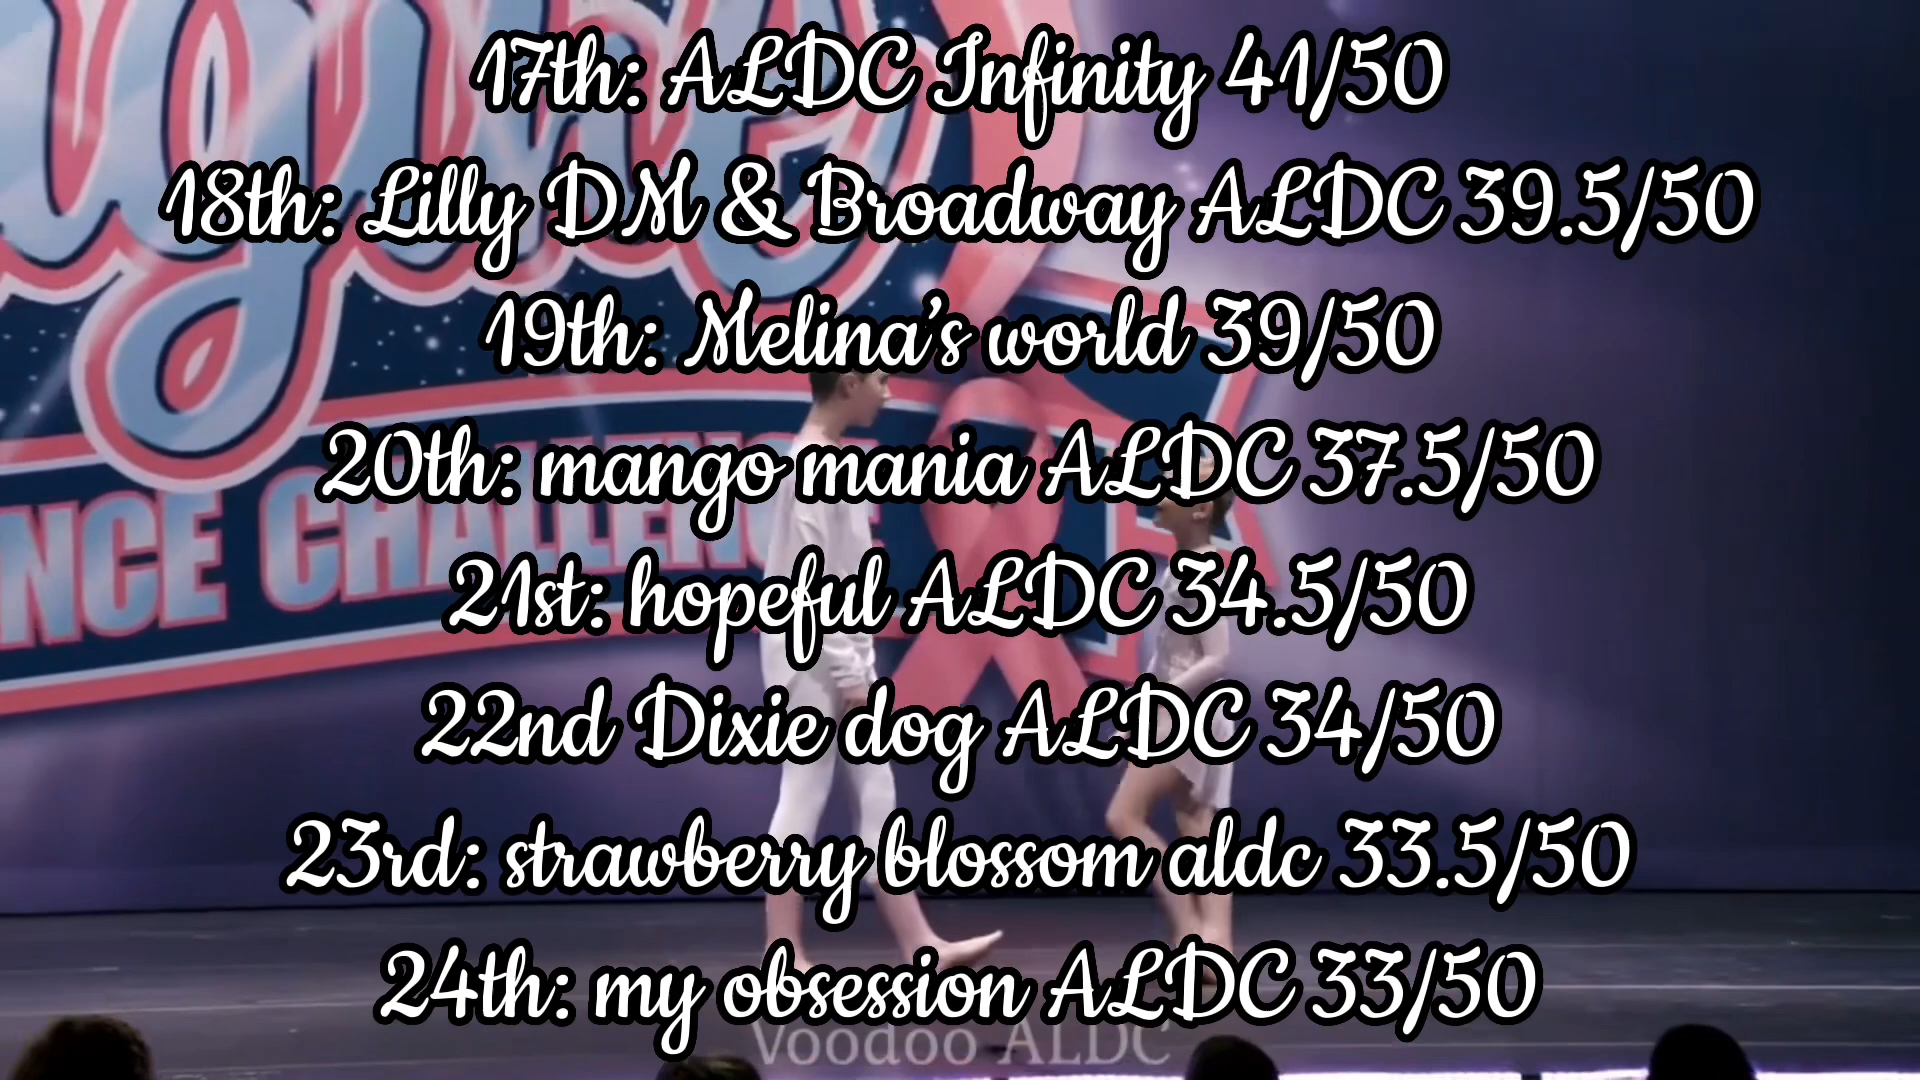 17th: ALDC Infinity 41/50
18th: Lilly DM & Broadway ALDC 39.5/50
19th: Melina's world 39/50
20th: mango mania ALDC 37.5/50
21st: hopeful ALDC 34.5/50
22nd Dixie dog ALDC 34/50
23rd: strawberry blossom aldc 33.5/50
24th: my obsession ALDC 33/50
NCE CHALLENGE
Voodoo ALDC